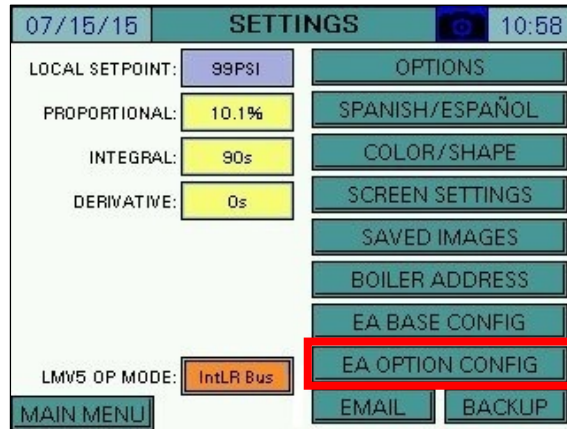 07/15/15 SETTINGS 10:58
LOCAL SETPOINT: 99PSI
PROPORTIONAL: 10.1%
INTEGRAL: 90s
DERIVATIVE: 0s
LMV5 OP MODE: IntLR Bus
MAIN MENU
OPTIONS
SPANISH/ESPAÑOL
COLOR/SHAPE
SCREEN SETTINGS
SAVED IMAGES
BOILER ADDRESS
EA BASE CONFIG
EA OPTION CONFIG
EMAIL BACKUP